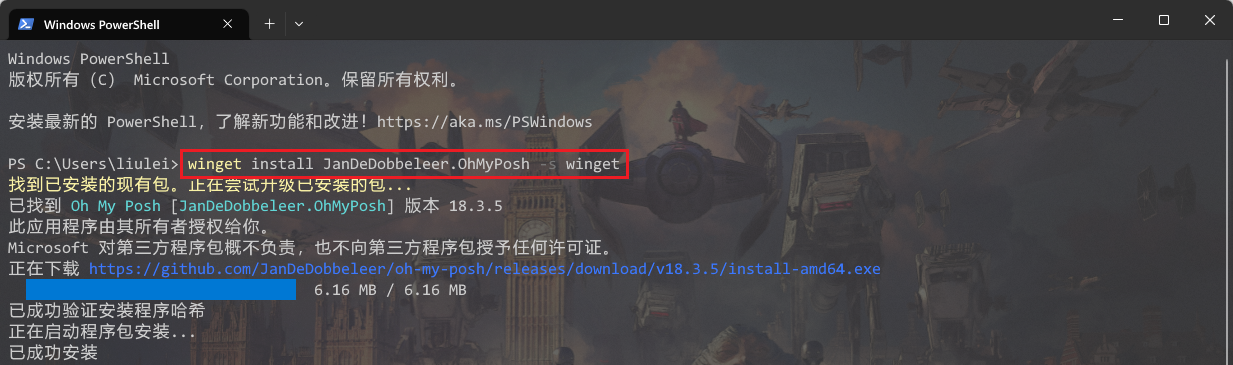 Windows PowerShell
Windows PowerShell
版权所有 (C)  Microsoft Corporation。保留所有权利。
安装最新的 PowerShell，了解新功能和改进！https://aka.ms/PSWindows
PS C:\Users\liulei> winget install JanDeDobbeleer.OhMyPosh -s winget
找到已安装的现有包。正在尝试升级已安装的包...
已找到 Oh My Posh [JanDeDobbeleer.OhMyPosh] 版本 18.3.5
此应用程序由其所有者授权给你。
Microsoft 对第三方程序包概不负责，也不向第三方程序包授予任何许可证。
正在下载 https://github.com/JanDeDobbeleer/oh-my-posh/releases/download/v18.3.5/install-amd64.exe
6.16 MB / 6.16 MB
已成功验证安装程序哈希
正在启动程序包安装...
已成功安装